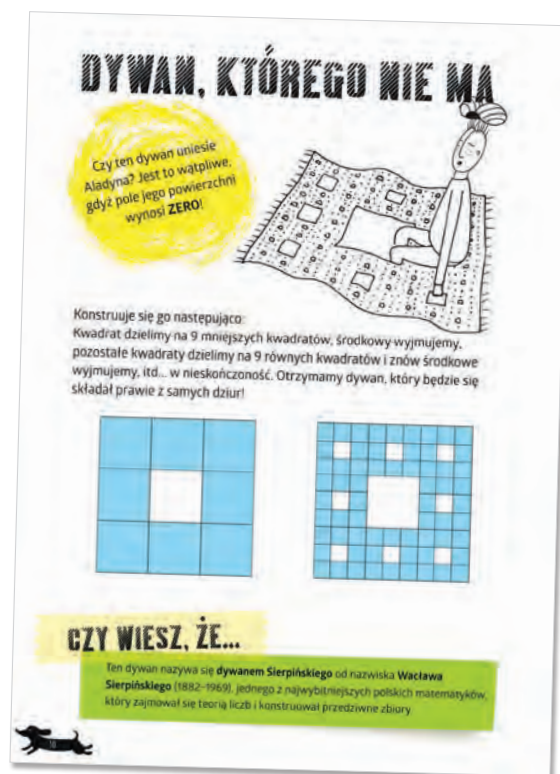 DYWAN, KTÓREGO NIE MA
Czy ten dywan uniesie
Aladyna? Jest to wątpliwe,
gdyż pole jego powierzchni
wynosi ZERO!
Konstruuje się go następująco:
Kwadrat dzielimy na 9 mniejszych kwadratów, środkowy wyjmujemy,
pozostałe kwadraty dzielimy na 9 równych kwadratów i znów środkowe
wyjmujemy, itd... w nieskończoność. Otrzymamy dywan, który będzie się
składał prawie z samych dziur!
CZY WIESZ, ŻE...
Ten dywan nazywa się dywanem Sierpińskiego od nazwiska Wacława
Sierpińskiego (1882–1969), jednego z najwybitniejszych polskich matematyków,
który zajmował się teorią liczb i konstruował przedziwne zbiory.